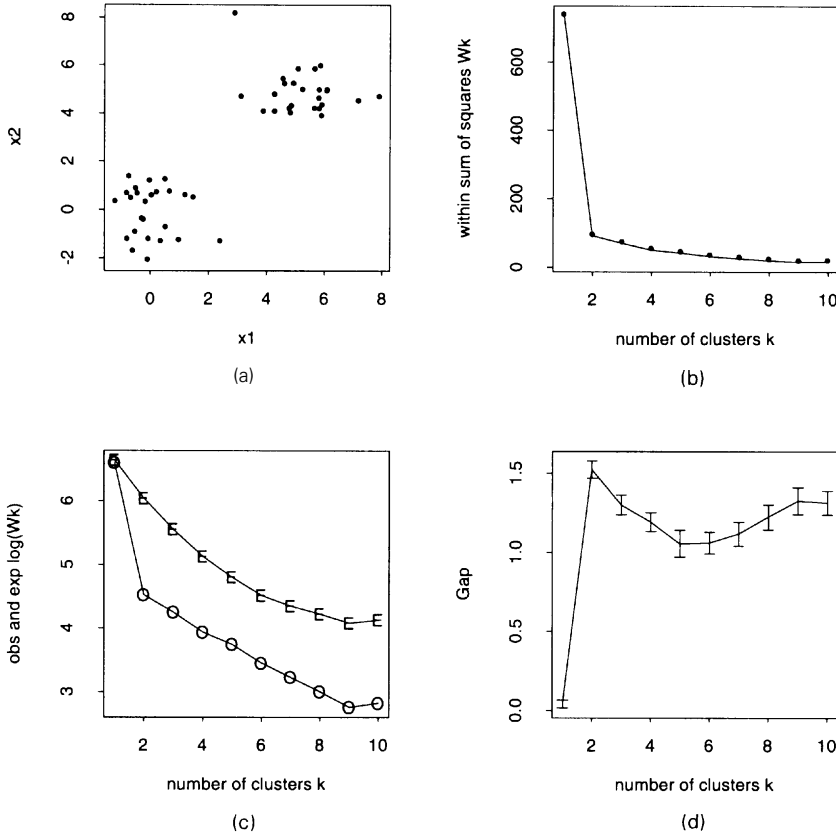 8
6
4
2
0
-2
x2
0 2 4 6 8
x1
(a)
600
400
200
0
within sum of squares Wk
2 4 6 8 10
number of clusters k
(b)
6
5
4
3
obs and exp log(Wk)
E E E E E E E E E E
O O O O O O O O O O
2 4 6 8 10
number of clusters k
(c)
1.5
1.0
0.5
0.0
Gap
2 4 6 8 10
number of clusters k
(d)